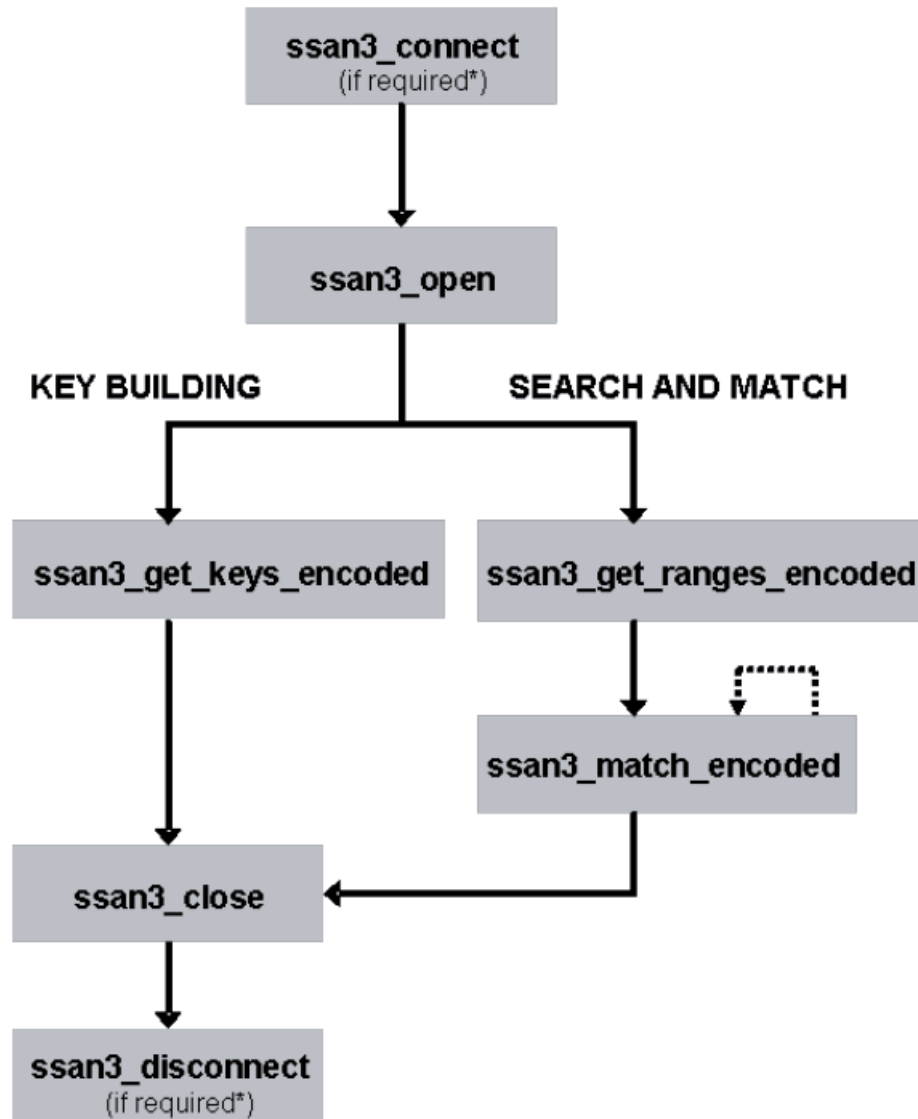 ssan3_connect
(if required*)
ssan3_open
KEY BUILDING
SEARCH AND MATCH
ssan3_get_keys_encoded
ssan3_get_ranges_encoded
ssan3_match_encoded
ssan3_close
ssan3_disconnect
(if required*)